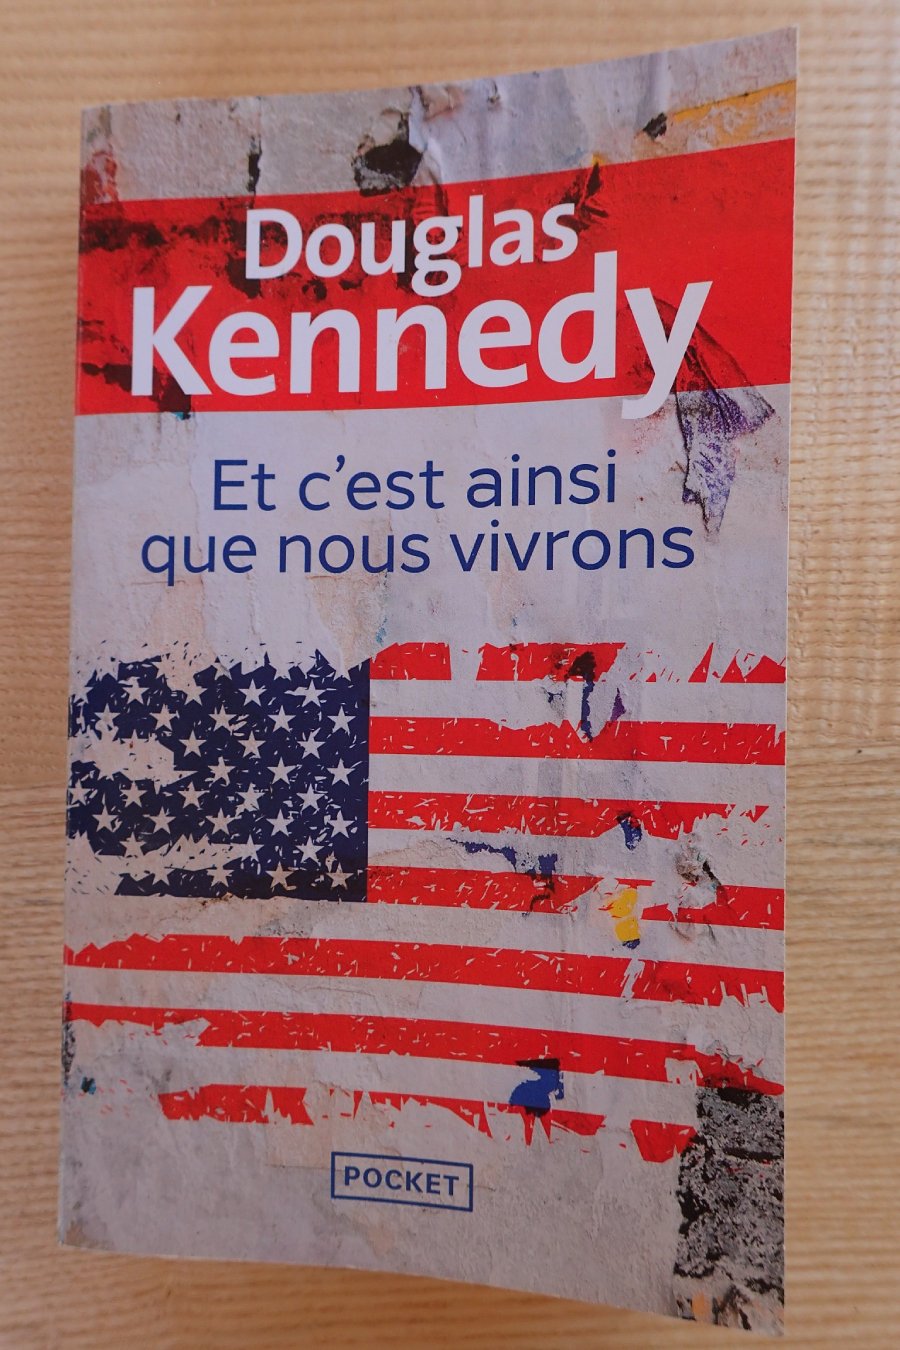 Douglas
Kennedy
Et c'est ainsi
que nous vivrons
POCKET